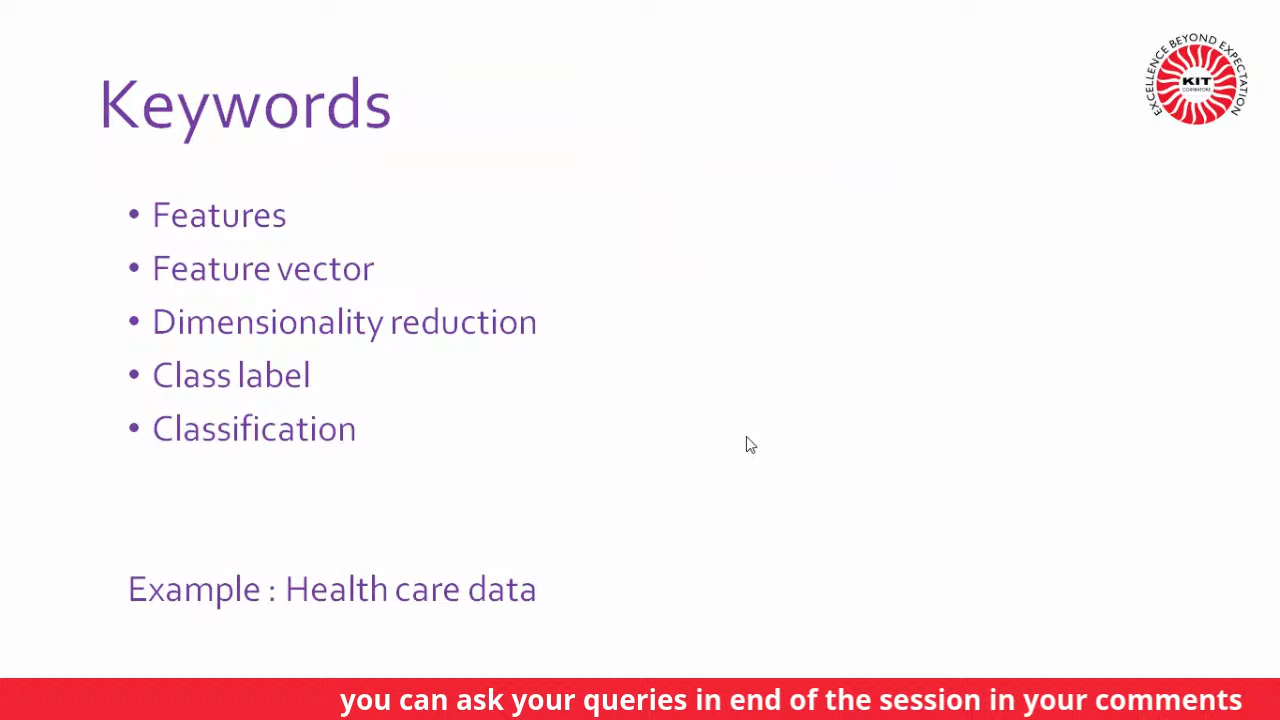 EXCELLENCE BEYOND EXPECTATION
KIT
COIMBATORE
Keywords
• Features
• Feature vector
• Dimensionality reduction
• Class label
• Classification
Example : Health care data
you can ask your queries in end of the session in your comments